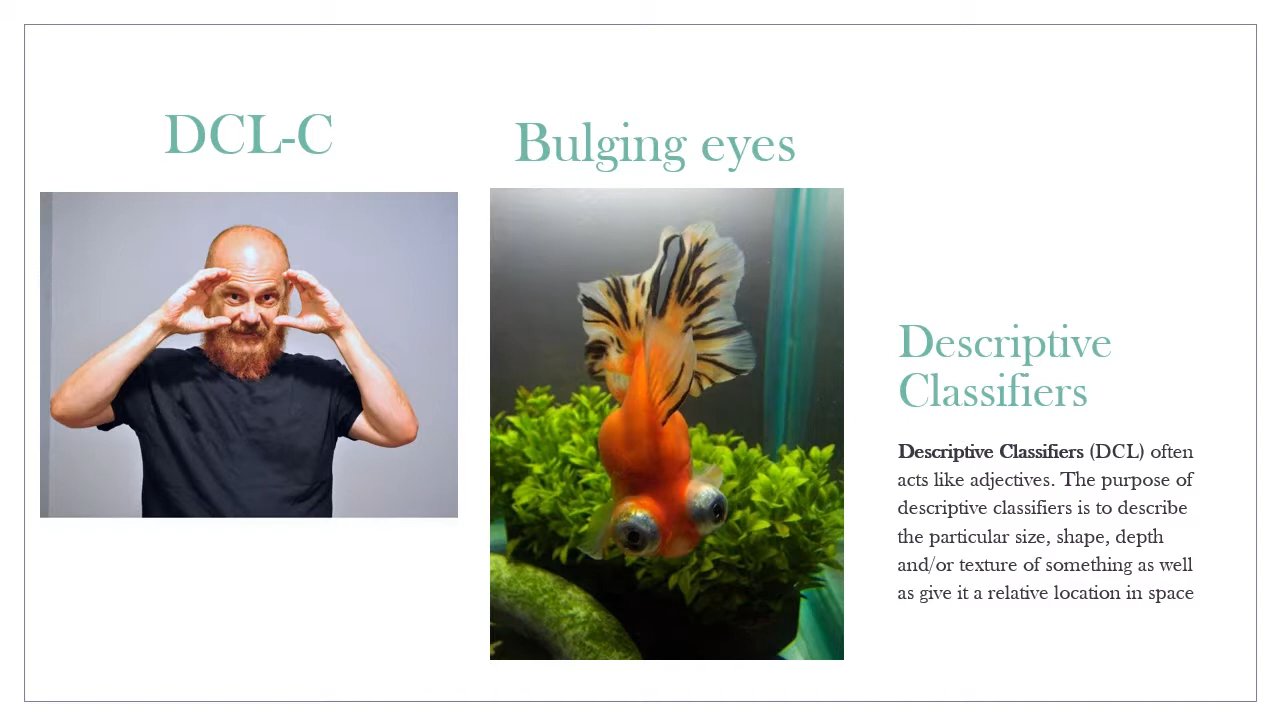 DCL-C
Bulging eyes
Descriptive
Classifiers
Descriptive Classifiers (DCL) often
acts like adjectives. The purpose of
descriptive classifiers is to describe
the particular size, shape, depth
and/or texture of something as well
as give it a relative location in space